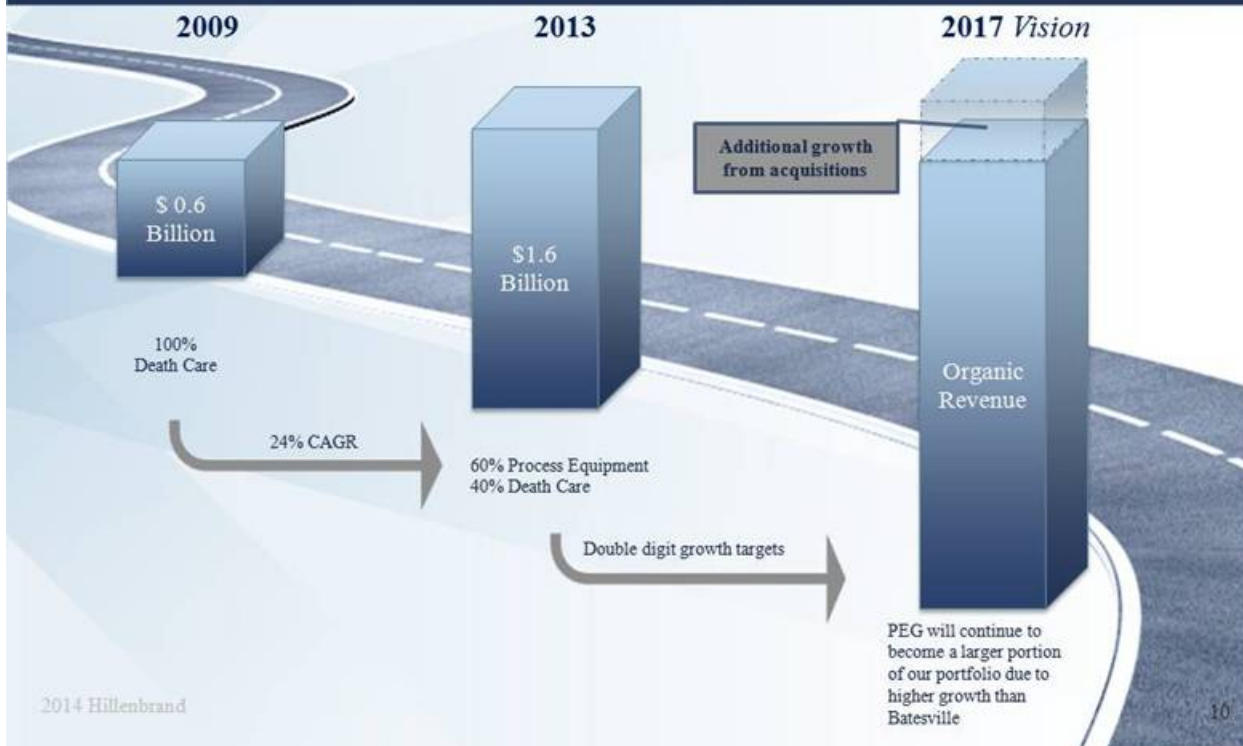 2009
2013
2017 Vision
Additional growth
from acquisitions
$ 0.6
Billion
$1.6
Billion
Organic
Revenue
100%
Death Care
24% CAGR
60% Process Equipment
40% Death Care
Double digit growth targets
PEG will continue to
become a larger portion
of our portfolio due to
higher growth than
Batesville
2014 Hillenbrand
10